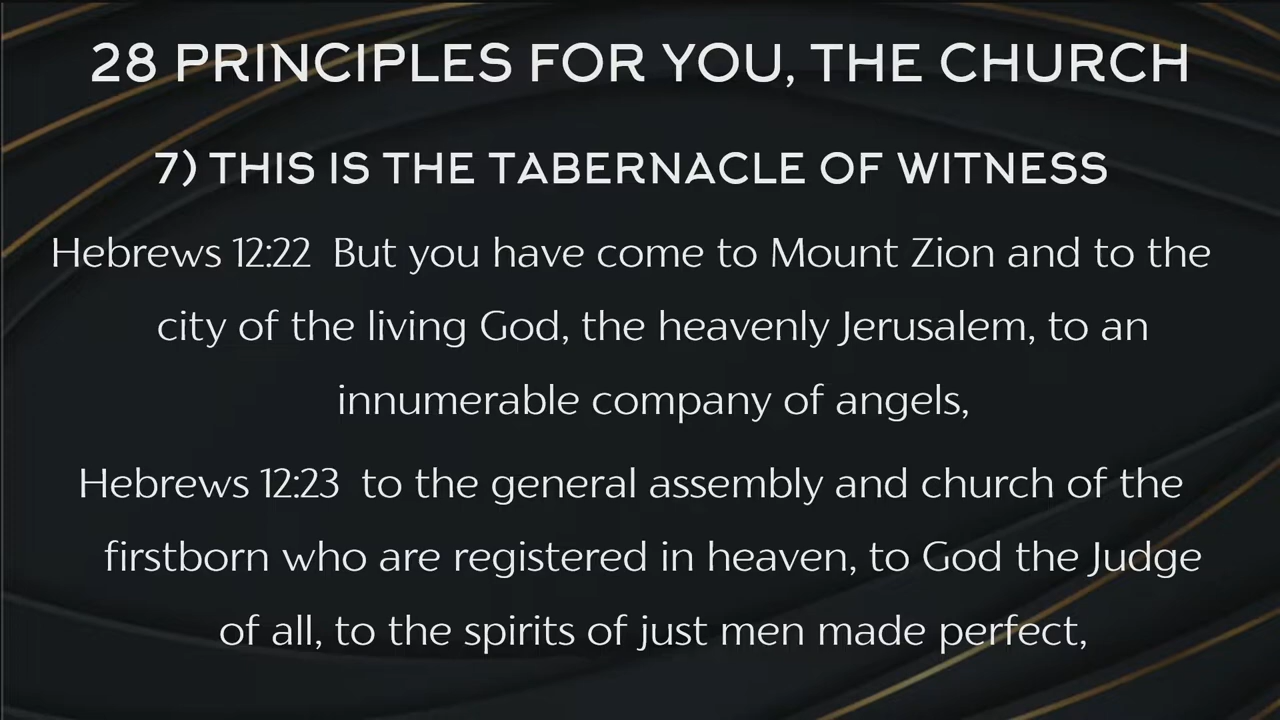 28 PRINCIPLES FOR YOU, THE CHURCH
7) THIS IS THE TABERNACLE OF WITNESS
Hebrews 12:22 But you have come to Mount Zion and to the
city of the living God, the heavenly Jerusalem, to an
innumerable company of angels,
Hebrews 12:23 to the general assembly and church of the
firstborn who are registered in heaven, to God the Judge
of all, to the spirits of just men made perfect,